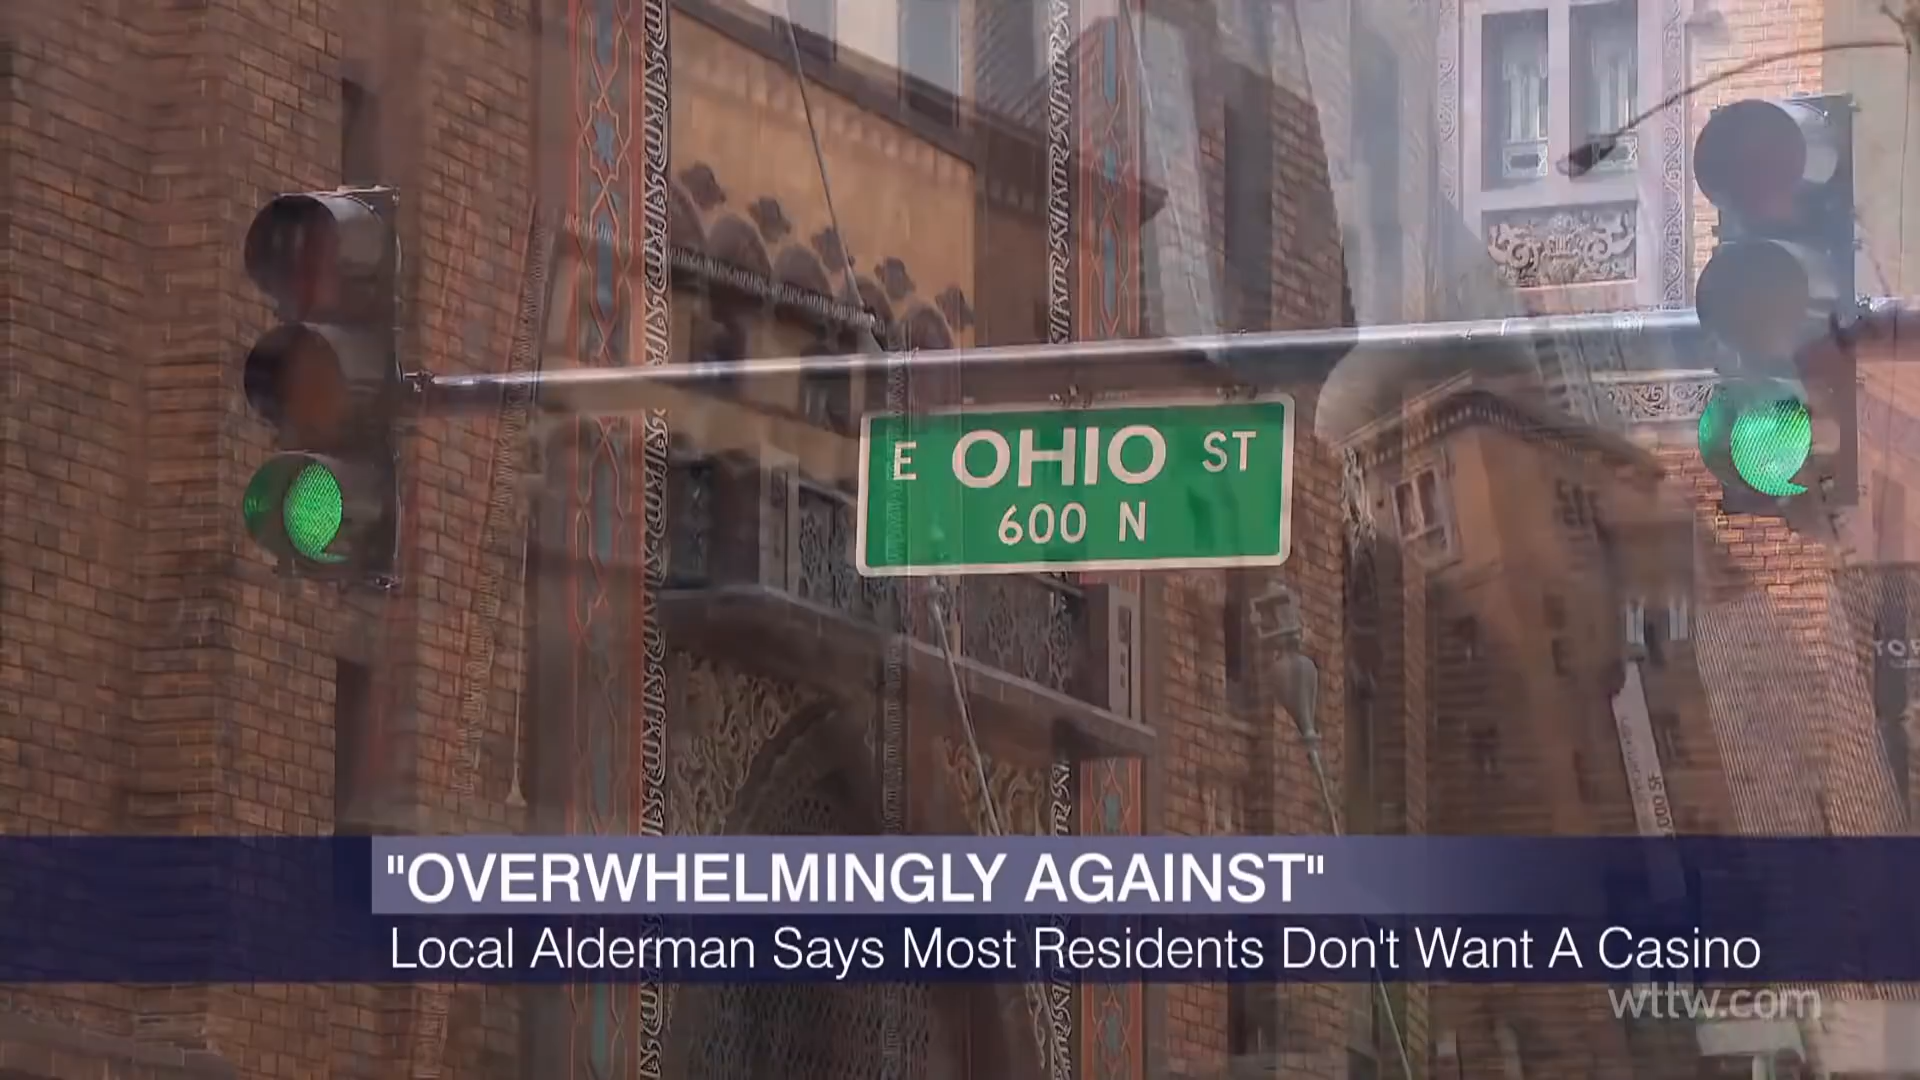 E OHIO ST
600 N
"OVERWHELMINGLY AGAINST"
Local Alderman Says Most Residents Don't Want A Casino
wttw.com